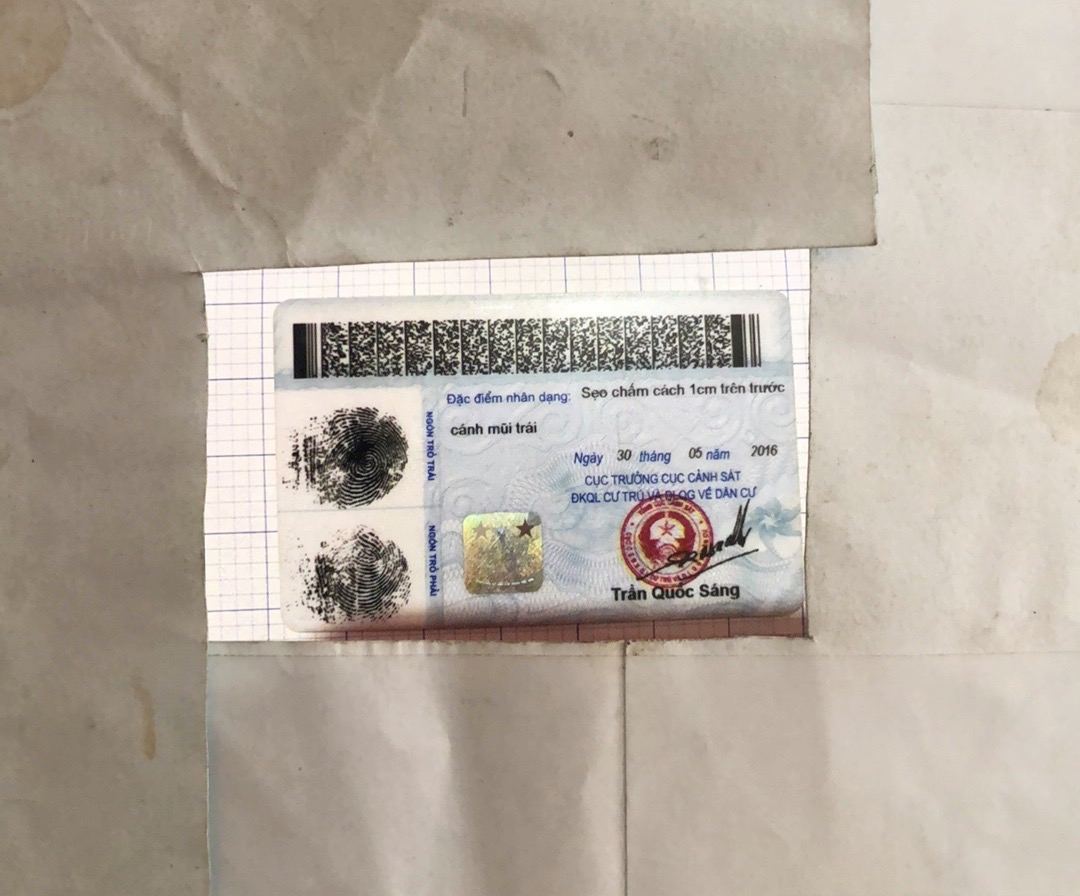 Đặc điểm nhân dạng: Sẹo chấm cách 1cm trên trước
cánh mũi trái
Ngày 30 tháng 05 năm 2016
CỤC TRƯỞNG CỤC CẢNH SÁT
ĐKQL CƯ TRÚ VÀ DLQG VỀ DÂN CƯ
Trần Quốc Sáng
NGÓN TRỎ TRÁI
NGÓN TRỎ PHẢI